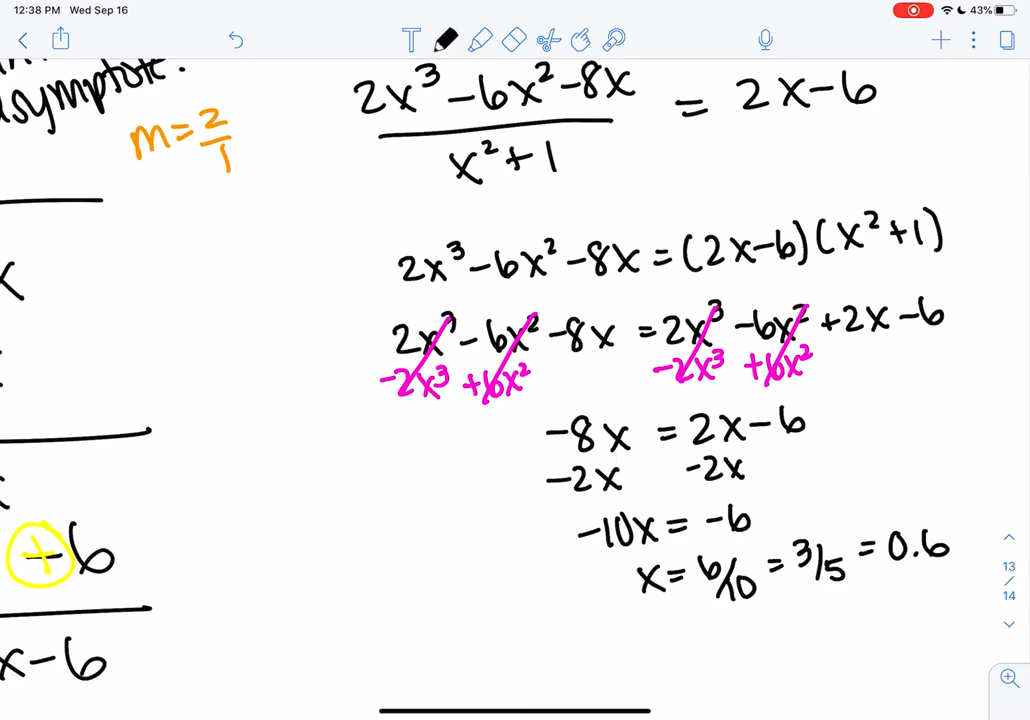 12:38 PM Wed Sep 16
43%
asymptote.
m = 2/1
(2x³ - 6x² - 8x)/(x² + 1) = 2x - 6
2x³ - 6x² - 8x = (2x - 6)(x² + 1)
2x³ - 6x² - 8x = 2x³ - 6x² + 2x - 6
-2x³ +6x² -2x³ +6x²
-8x = 2x - 6
-2x -2x
-10x = -6
x = 6/10 = 3/5 = 0.6
x
+6
x - 6
13
/
14